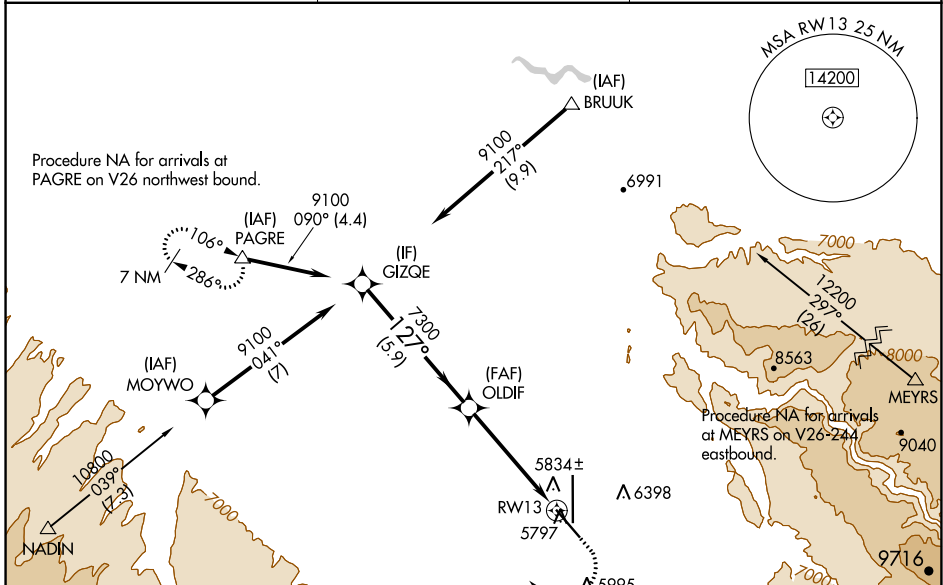 MSA RW13 25 NM
14200
(IAF)
BRUUK
9100
217°
(9.9)
Procedure NA for arrivals at
PAGRE on V26 northwest bound.
6991
9100
090° (4.4)
(IAF)
PAGRE
106°
286°
7 NM
(IF)
GIZQE
7000
12200
297°
(26)
7300
127°
(5.9)
9100
041°
(7)
(IAF)
MOYWO
8563
8000
MEYRS
(FAF)
OLDIF
Procedure NA for arrivals
at MEYRS on V26-244
eastbound.
9040
10800
039°
(7.3)
NADIN
7000
5834±
6398
RW13
5797
9716
5995
7000